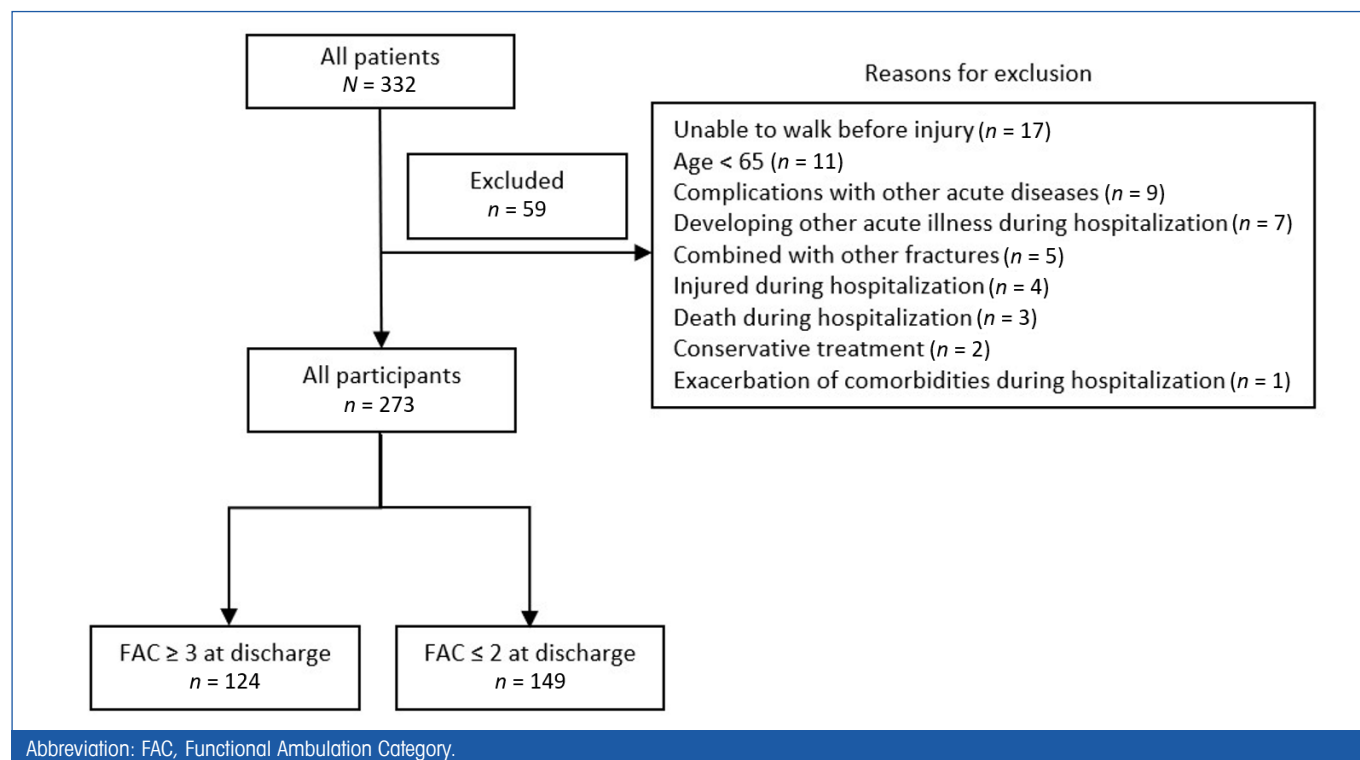 All patients
N = 332
Reasons for exclusion
Excluded
n = 59
Unable to walk before injury (n = 17)
Age < 65 (n = 11)
Complications with other acute diseases (n = 9)
Developing other acute illness during hospitalization (n = 7)
Combined with other fractures (n = 5)
Injured during hospitalization (n = 4)
Death during hospitalization (n = 3)
Conservative treatment (n = 2)
Exacerbation of comorbidities during hospitalization (n = 1)
All participants
n = 273
FAC ≥ 3 at discharge
n = 124
FAC ≤ 2 at discharge
n = 149
Abbreviation: FAC, Functional Ambulation Category.